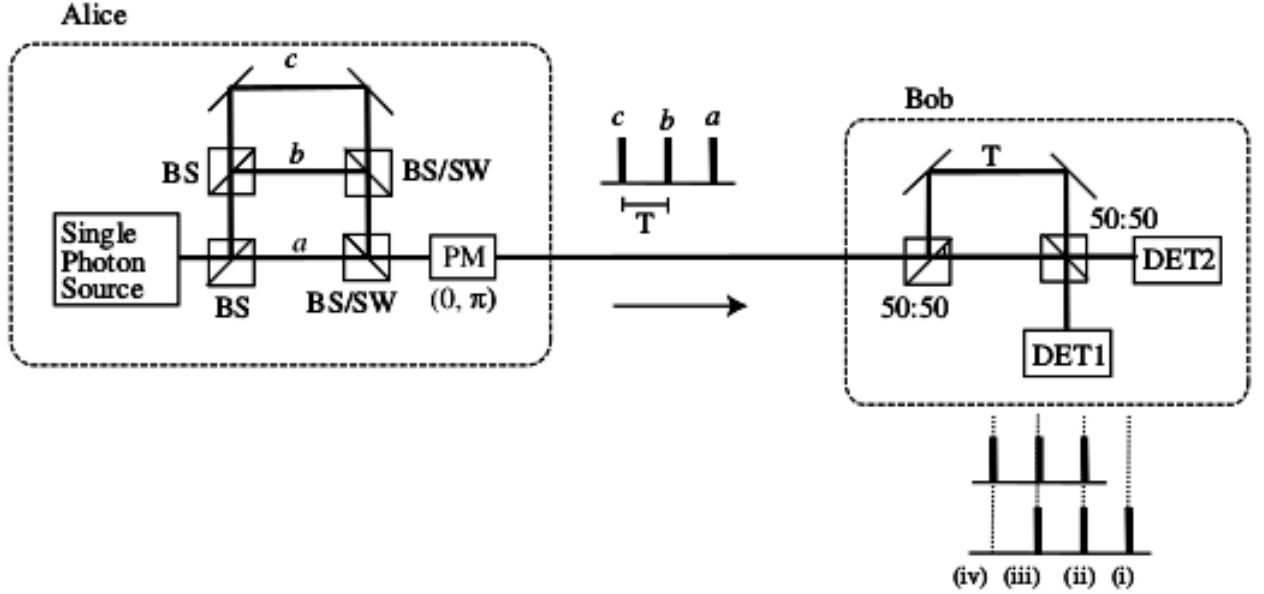 Alice
c
b
BS
BS/SW
Single
Photon
Source
a
BS
BS/SW
PM
(0, π)
c b a
T
Bob
T
50:50
50:50
DET2
DET1
(iv) (iii) (ii) (i)